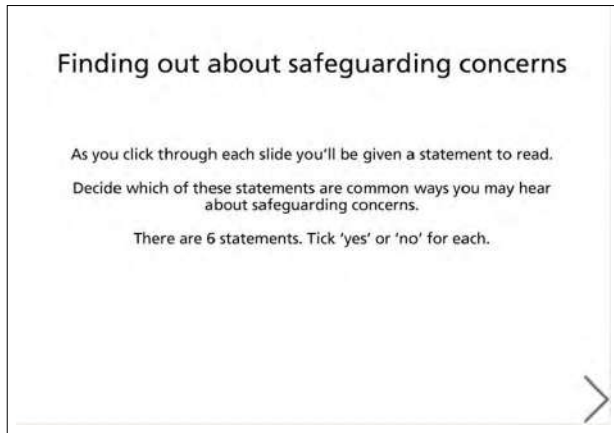 Finding out about safeguarding concerns
As you click through each slide you'll be given a statement to read.
Decide which of these statements are common ways you may hear
about safeguarding concerns.
There are 6 statements. Tick 'yes' or 'no' for each.